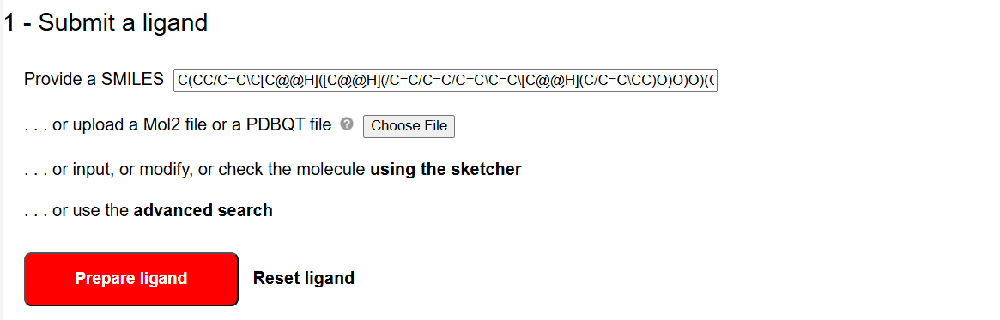 1 - Submit a ligand
Provide a SMILES C(CC/C=C\C[C@@H]([C@@H](/C=C/C=C/C=C\C=C\[C@@H](C/C=C\CC)O)O)O)((
. . . or upload a Mol2 file or a PDBQT file ? Choose File
. . . or input, or modify, or check the molecule using the sketcher
. . . or use the advanced search
Prepare ligand Reset ligand